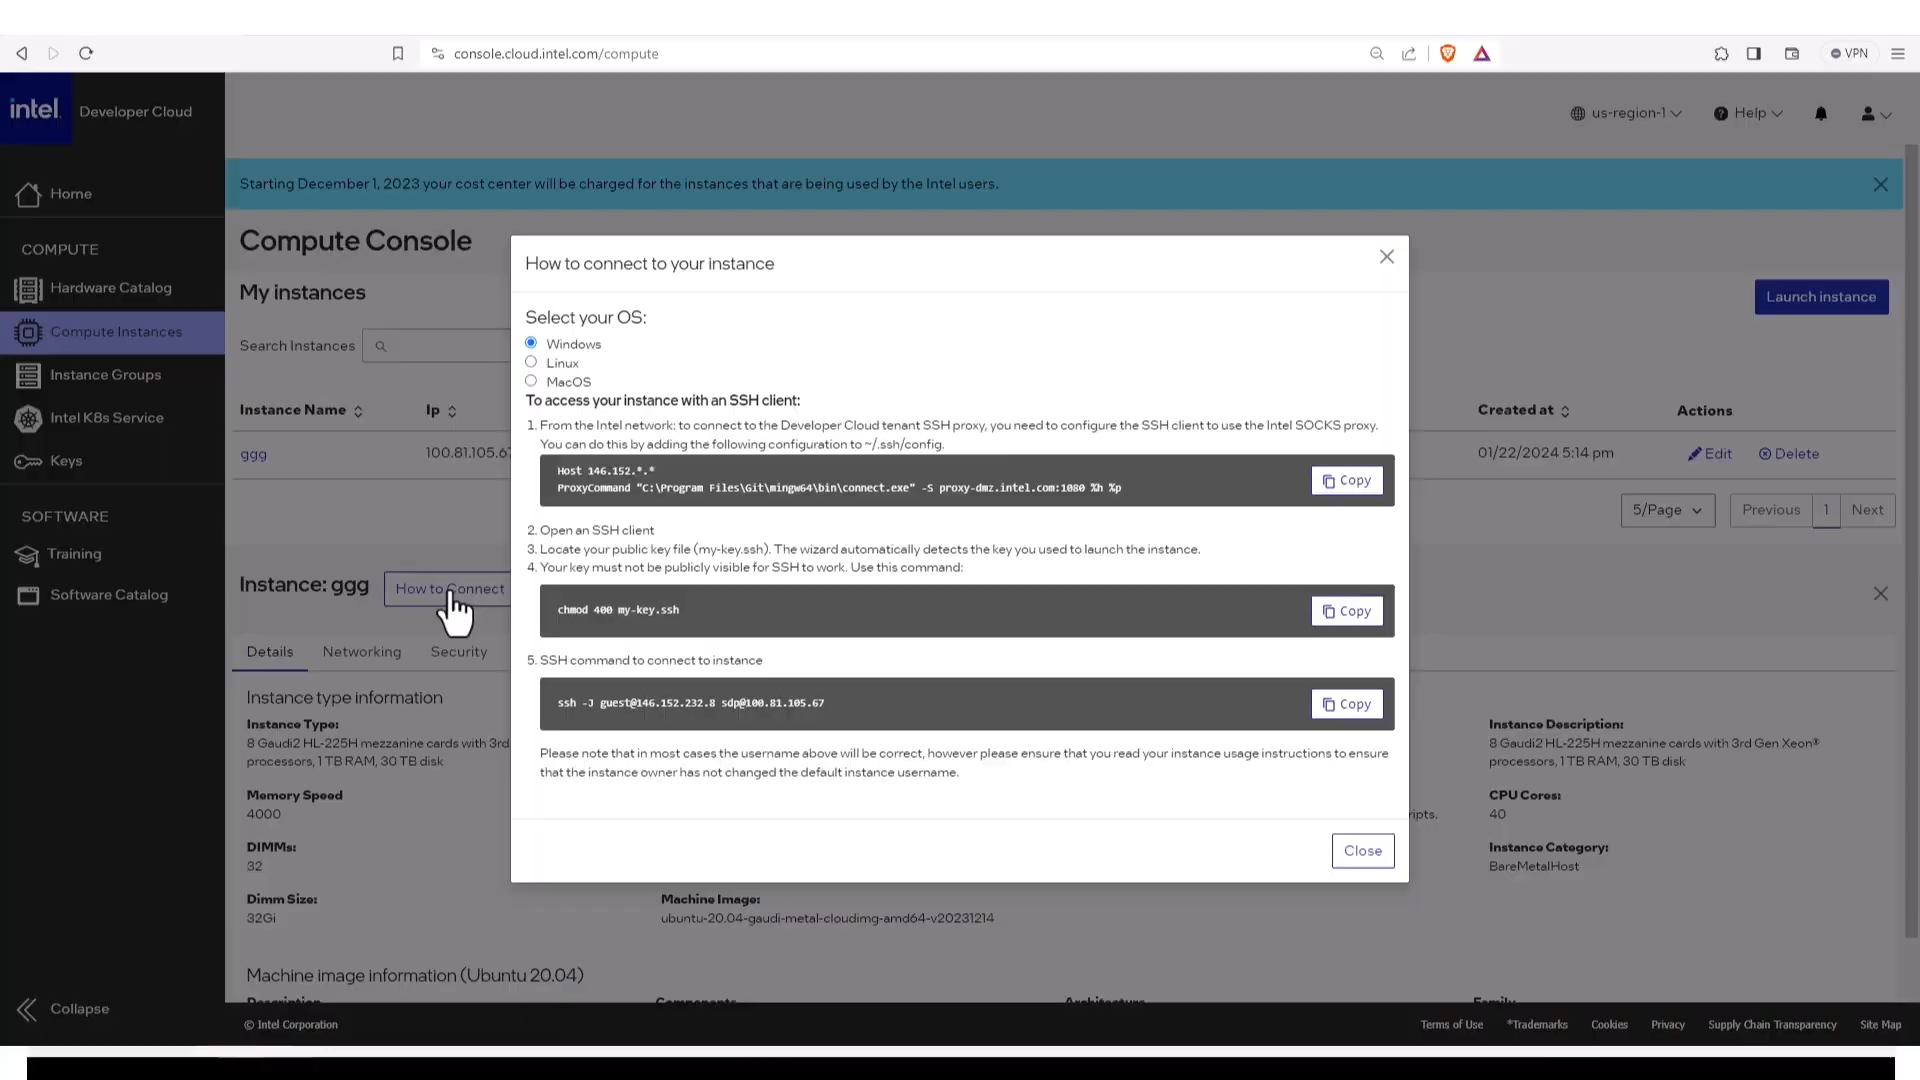 console.cloud.intel.com/compute
VPN
intel.
Developer Cloud
us-region-1
Help
Starting December 1, 2023 your cost center will be charged for the instances that are being used by the Intel users.
Home
COMPUTE
Hardware Catalog
Compute Instances
Instance Groups
Intel K8s Service
Keys
SOFTWARE
Training
Software Catalog
Collapse
Compute Console
My instances
Launch instance
Search Instances
Instance Name
Ip
Created at
Actions
ggg
100.81.105.67
01/22/2024 5:14 pm
Edit
Delete
5/Page
Previous
1
Next
Instance: ggg
How to Connect
Details
Networking
Security
Instance type information
Instance Type:
8 Gaudi2 HL-225H mezzanine cards with 3rd
processors, 1 TB RAM, 30 TB disk
Memory Speed
4000
DIMMs:
32
Dimm Size:
32Gi
Machine Image:
ubuntu-20.04-gaudi-metal-cloudimg-amd64-v20231214
Instance Description:
8 Gaudi2 HL-225H mezzanine cards with 3rd Gen Xeon®
processors, 1 TB RAM, 30 TB disk
CPU Cores:
40
Instance Category:
BareMetalHost
Machine image information (Ubuntu 20.04)
How to connect to your instance
Select your OS:
Windows
Linux
MacOS
To access your instance with an SSH client:
1. From the Intel network: to connect to the Developer Cloud tenant SSH proxy, you need to configure the SSH client to use the Intel SOCKS proxy.
You can do this by adding the following configuration to ~/.ssh/config.
Host 146.152.*.*
ProxyCommand "C:\Program Files\Git\mingw64\bin\connect.exe" -S proxy-dmz.intel.com:1080 %h %p
Copy
2. Open an SSH client
3. Locate your public key file (my-key.ssh). The wizard automatically detects the key you used to launch the instance.
4. Your key must not be publicly visible for SSH to work. Use this command:
chmod 400 my-key.ssh
Copy
5. SSH command to connect to instance
ssh -J guest@146.152.232.8 sdp@100.81.105.67
Copy
Please note that in most cases the username above will be correct, however please ensure that you read your instance usage instructions to ensure
that the instance owner has not changed the default instance username.
Close
© Intel Corporation
Terms of Use
*Trademarks
Cookies
Privacy
Supply Chain Transparency
Site Map